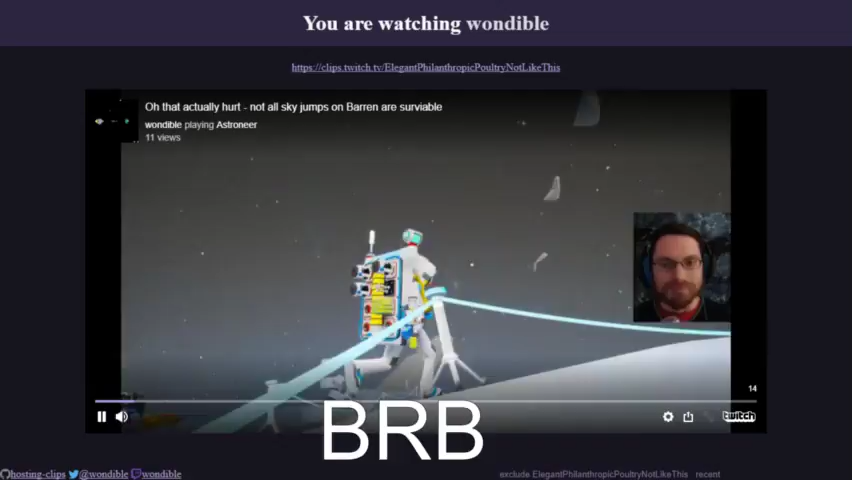 You are watching wondible
https://clips.twitch.tv/ElegantPhilanthropicPoultryNotLikeThis
Oh that actually hurt - not all sky jumps on Barren are surviable
wondible playing Astroneer
11 views
14
twitch
BRB
hosting-clips @wondible wondible
exclude ElegantPhilanthropicPoultryNotLikeThis recent